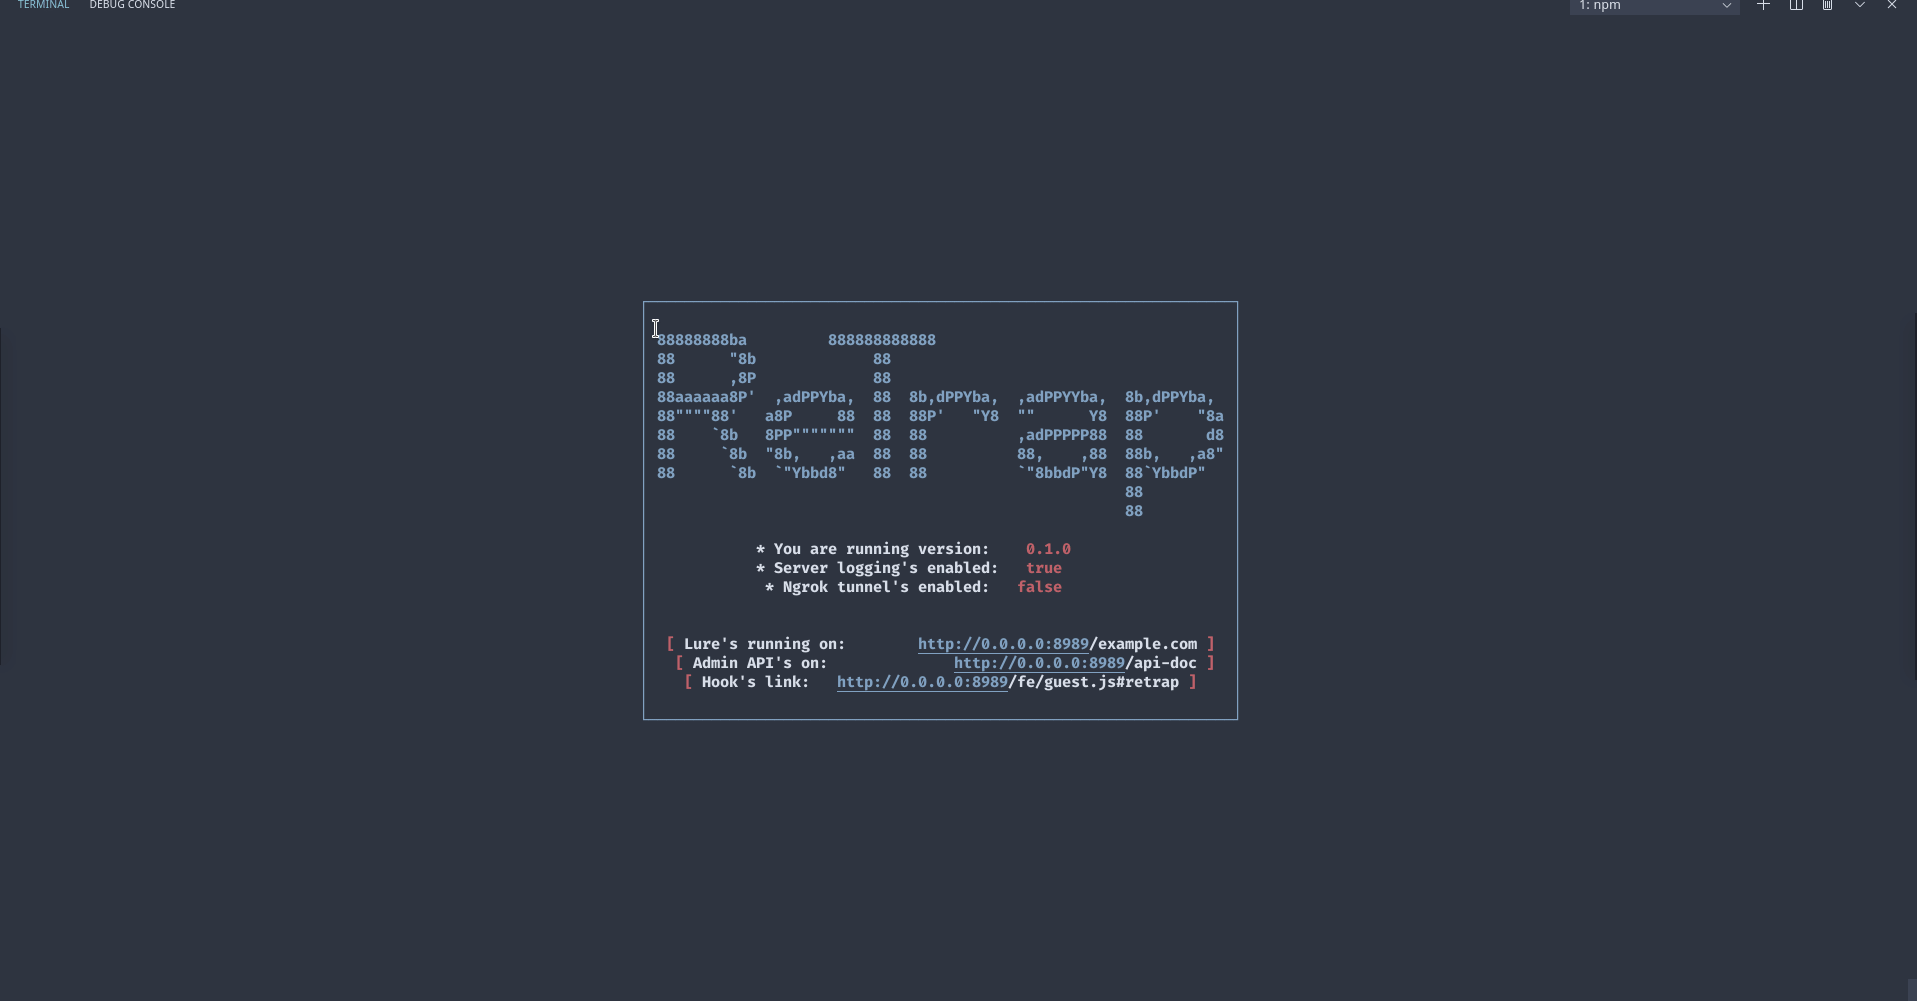 TERMINAL DEBUG CONSOLE 1: npm
88888888ba         888888888888
88      "8b             88
88      ,8P             88
88aaaaaa8P'  ,adPPYba,  88  8b,dPPYba,  ,adPPYYba,  8b,dPPYba,
88""""88'   a8P     88  88  88P'   "Y8  ""      Y8  88P'    "8a
88    `8b   8PP"""""""  88  88          ,adPPPPP88  88       d8
88     `8b  "8b,   ,aa  88  88          88,    ,88  88b,   ,a8"
88      `8b  `"Ybbd8"   88  88          `"8bbdP"Y8  88`YbbdP"
88
88
* You are running version: 0.1.0
* Server logging's enabled: true
* Ngrok tunnel's enabled: false
[ Lure's running on: http://0.0.0.0:8989/example.com ]
[ Admin API's on: http://0.0.0.0:8989/api-doc ]
[ Hook's link: http://0.0.0.0:8989/fe/guest.js#retrap ]